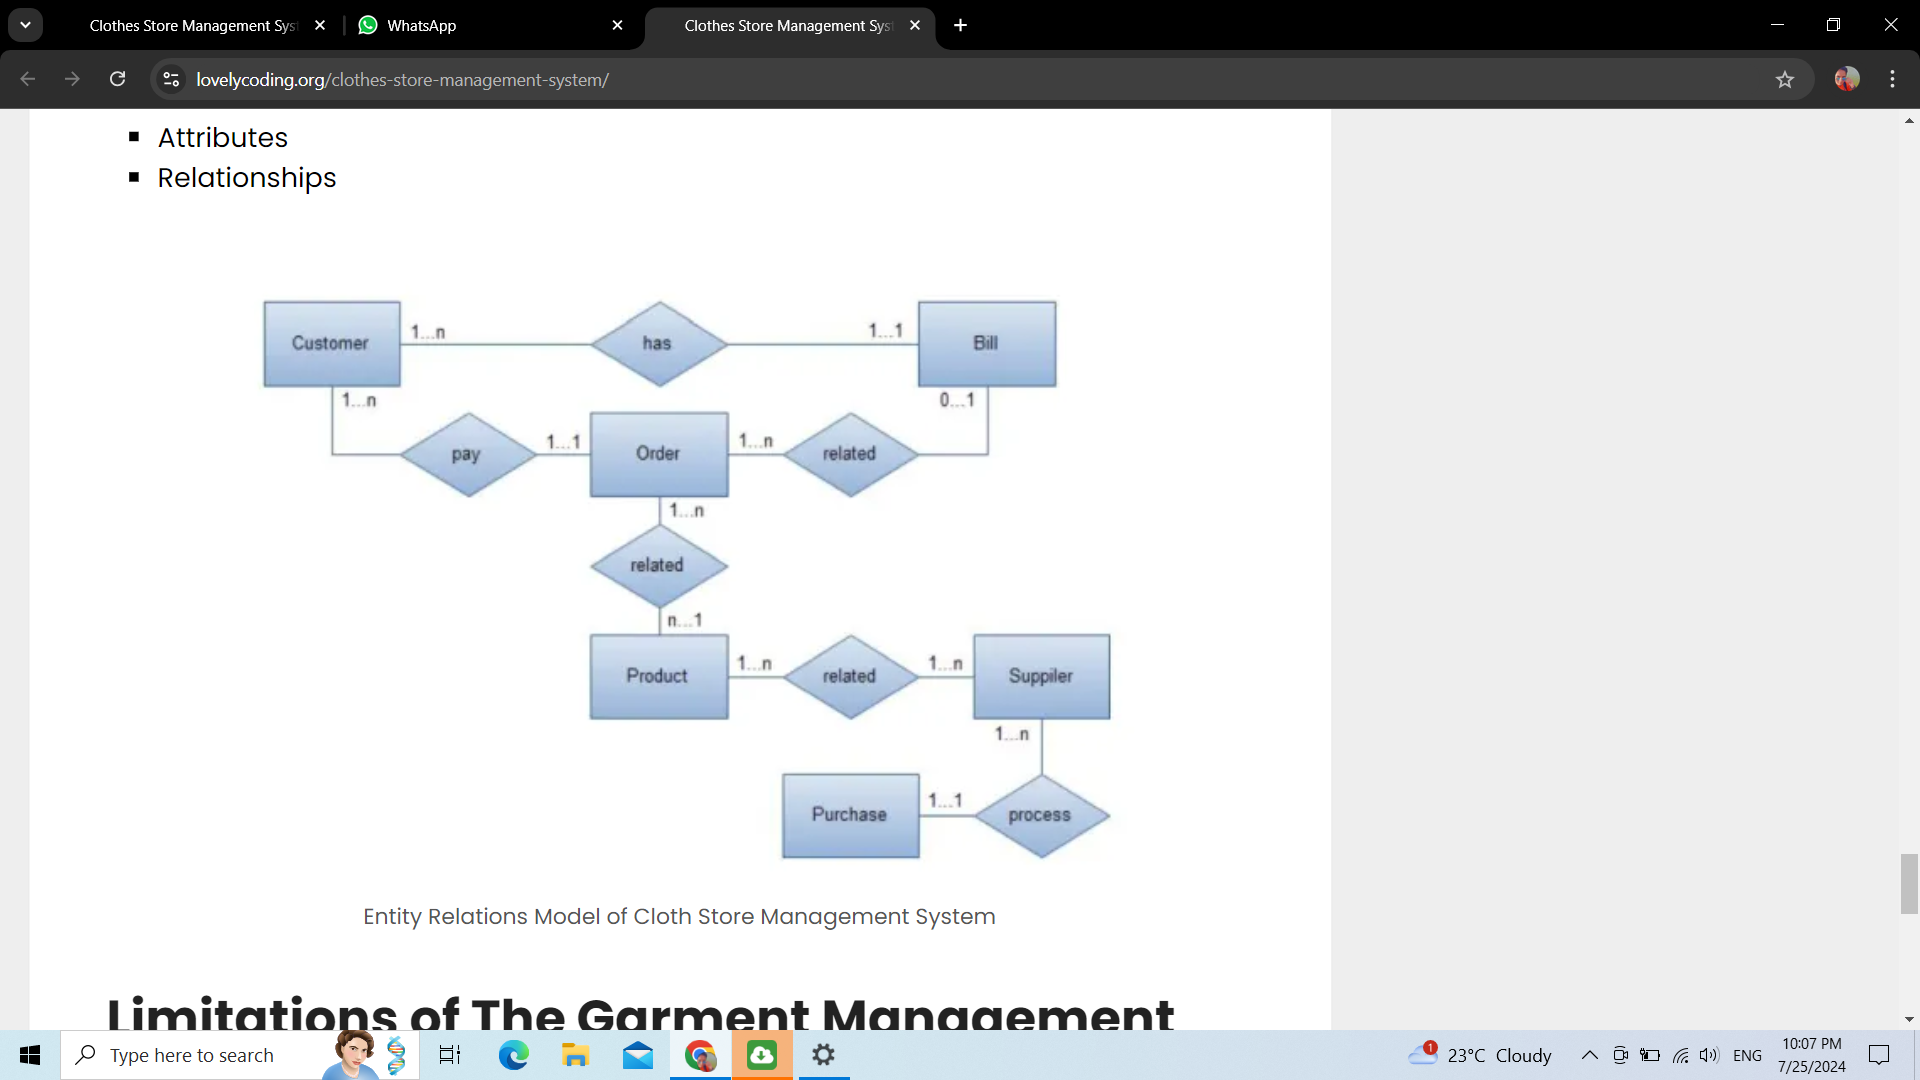 Clothes Store Management Sys
WhatsApp
Clothes Store Management Sys
lovelycoding.org/clothes-store-management-system/
Attributes
Relationships
Customer
1...n
has
1...1
Bill
1...n
0...1
pay
1...1
Order
1...n
related
1...n
related
n...1
Product
1...n
related
1...n
Suppiler
1...n
Purchase
1...1
process
Entity Relations Model of Cloth Store Management System
Limitations of The Garment Management
Type here to search
1
23°C Cloudy
ENG
10:07 PM
7/25/2024